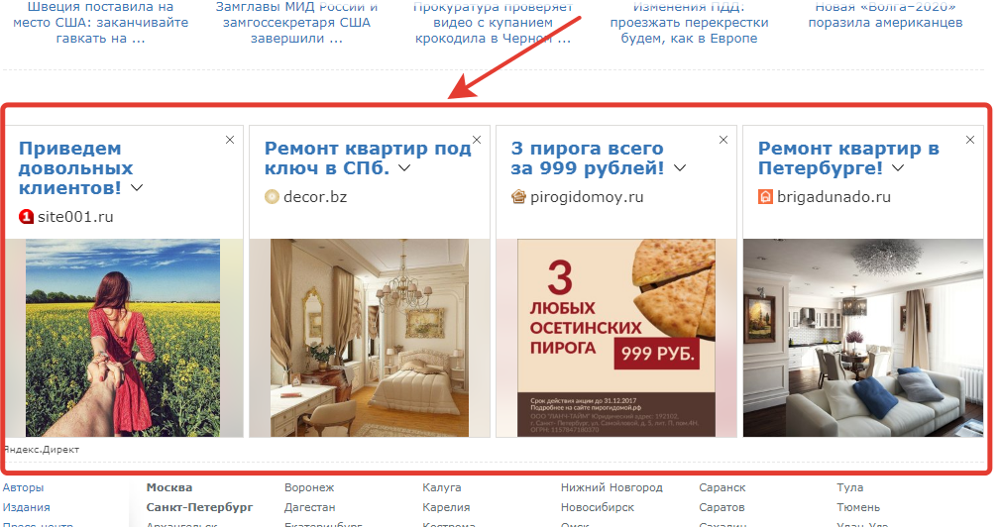 Швеция поставила на
место США: заканчивайте
гавкать на ...
Замглавы МИД России и
замгоссекретаря США
завершили ...
Прокуратура проверяет
видео с купанием
крокодила в Черном ...
Изменения ПДД:
проезжать перекрестки
будем, как в Европе
Новая «Волга-2020»
поразила американцев
Приведем
довольных
клиентов!
site001.ru
Ремонт квартир под
ключ в СПб.
decor.bz
3 пирога всего
за 999 рублей!
pirogidomoy.ru
3
ЛЮБЫХ
ОСЕТИНСКИХ
ПИРОГА
999 РУБ.
Срок действия акции до 31.12.2017
Подробнее на сайте пирогидомой.рф
ООО "ЛАНЧ-ТАЙМ" Юридический адрес: 192102,
г. Санкт- Петербург, ул. Самойловой, д. 5, лит. П, пом-4Н.
ОГРН: 1157847180370
Ремонт квартир в
Петербурге!
brigadunado.ru
Яндекс.Директ
Авторы
Издания
Пресс-центр
Москва
Санкт-Петербург
Архангельск
Воронеж
Дагестан
Екатеринбург
Калуга
Карелия
Кострома
Нижний Новгород
Новосибирск
Омск
Саранск
Саратов
Сахалин
Тула
Тюмень
Улан-Удэ